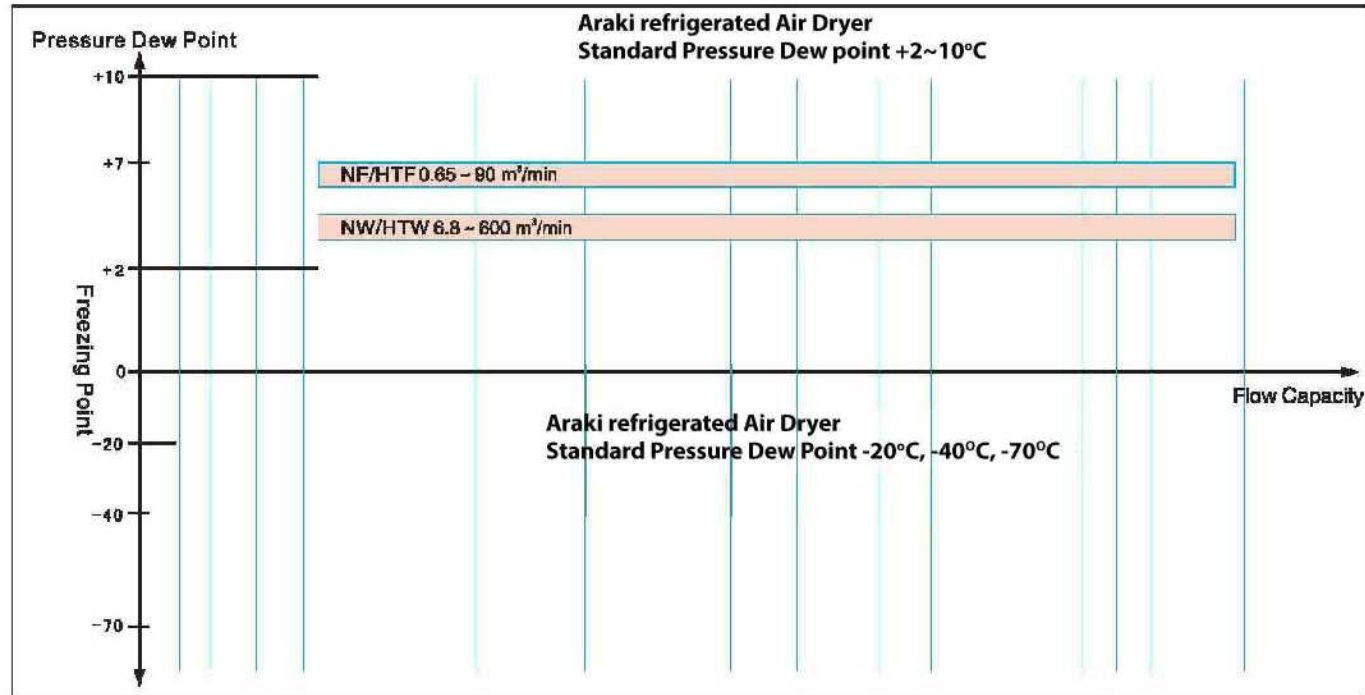 Araki refrigerated Air Dryer
Standard Pressure Dew point +2~10°C
Pressure Dew Point
+10
+7
NF/HTF 0.65 ~ 90 m³/min
NW/HTW 6.8 ~ 600 m³/min
+2
Freezing Point
0
Flow Capacity
Araki refrigerated Air Dryer
Standard Pressure Dew Point -20°C, -40⁰C, -70⁰C
-20
-40
-70